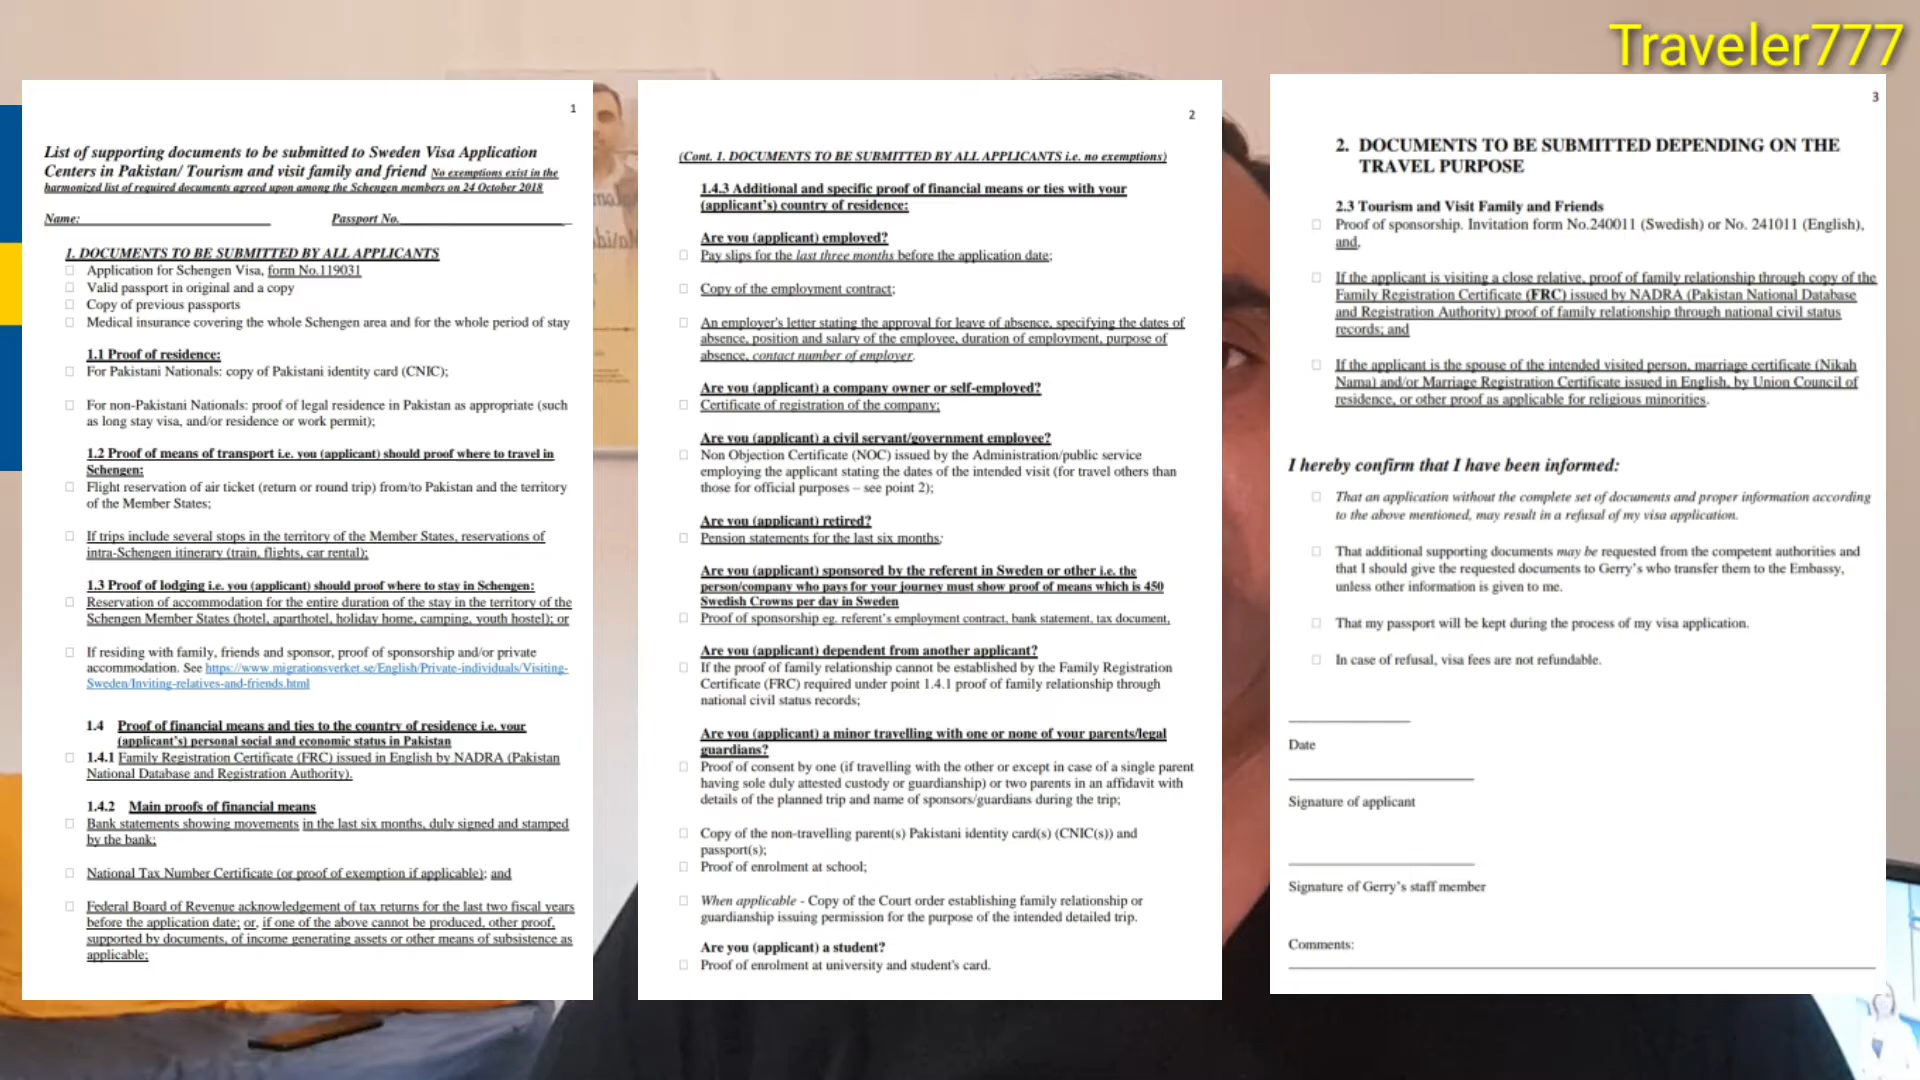 Traveler777
1
List of supporting documents to be submitted to Sweden Visa Application
Centers in Pakistan/ Tourism and visit family and friend No exemptions exist in the
harmonized list of required documents agreed upon among the Schengen members on 24 October 2018
Name:
Passport No.
1. DOCUMENTS TO BE SUBMITTED BY ALL APPLICANTS
Application for Schengen Visa, form No.119031
Valid passport in original and a copy
Copy of previous passports
Medical insurance covering the whole Schengen area and for the whole period of stay
1.1 Proof of residence:
For Pakistani Nationals: copy of Pakistani identity card (CNIC);
For non-Pakistani Nationals: proof of legal residence in Pakistan as appropriate (such
as long stay visa, and/or residence or work permit);
1.2 Proof of means of transport i.e. you (applicant) should proof where to travel in
Schengen:
Flight reservation of air ticket (return or round trip) from/to Pakistan and the territory
of the Member States;
If trips include several stops in the territory of the Member States, reservations of
intra-Schengen itinerary (train, flights, car rental);
1.3 Proof of lodging i.e. you (applicant) should proof where to stay in Schengen:
Reservation of accommodation for the entire duration of the stay in the territory of the
Schengen Member States (hotel, aparthotel, holiday home, camping, youth hostel); or
If residing with family, friends and sponsor, proof of sponsorship and/or private
accommodation. See https://www.migrationsverket.se/English/Private-individuals/Visiting-
Sweden/Inviting-relatives-and-friends.html
1.4 Proof of financial means and ties to the country of residence i.e. your
(applicant's) personal social and economic status in Pakistan
1.4.1 Family Registration Certificate (FRC) issued in English by NADRA (Pakistan
National Database and Registration Authority).
1.4.2 Main proofs of financial means
Bank statements showing movements in the last six months, duly signed and stamped
by the bank;
National Tax Number Certificate (or proof of exemption if applicable); and
Federal Board of Revenue acknowledgement of tax returns for the last two fiscal years
before the application date; or, if one of the above cannot be produced, other proof,
supported by documents, of income generating assets or other means of subsistence as
applicable;
2
(Cont. 1. DOCUMENTS TO BE SUBMITTED BY ALL APPLICANTS i.e. no exemptions)
1.4.3 Additional and specific proof of financial means or ties with your
(applicant's) country of residence:
Are you (applicant) employed?
Pay slips for the last three months before the application date;
Copy of the employment contract;
An employer's letter stating the approval for leave of absence, specifying the dates of
absence, position and salary of the employee, duration of employment, purpose of
absence, contact number of employer.
Are you (applicant) a company owner or self-employed?
Certificate of registration of the company;
Are you (applicant) a civil servant/government employee?
Non Objection Certificate (NOC) issued by the Administration/public service
employing the applicant stating the dates of the intended visit (for travel others than
those for official purposes – see point 2);
Are you (applicant) retired?
Pension statements for the last six months;
Are you (applicant) sponsored by the referent in Sweden or other i.e. the
person/company who pays for your journey must show proof of means which is 450
Swedish Crowns per day in Sweden
Proof of sponsorship eg. referent's employment contract, bank statement, tax document,
Are you (applicant) dependent from another applicant?
If the proof of family relationship cannot be established by the Family Registration
Certificate (FRC) required under point 1.4.1 proof of family relationship through
national civil status records;
Are you (applicant) a minor travelling with one or none of your parents/legal
guardians?
Proof of consent by one (if travelling with the other or except in case of a single parent
having sole duly attested custody or guardianship) or two parents in an affidavit with
details of the planned trip and name of sponsors/guardians during the trip;
Copy of the non-travelling parent(s) Pakistani identity card(s) (CNIC(s)) and
passport(s);
Proof of enrolment at school;
When applicable - Copy of the Court order establishing family relationship or
guardianship issuing permission for the purpose of the intended detailed trip.
Are you (applicant) a student?
Proof of enrolment at university and student's card.
3
2. DOCUMENTS TO BE SUBMITTED DEPENDING ON THE
TRAVEL PURPOSE
2.3 Tourism and Visit Family and Friends
Proof of sponsorship. Invitation form No.240011 (Swedish) or No. 241011 (English),
and,
If the applicant is visiting a close relative, proof of family relationship through copy of the
Family Registration Certificate (FRC) issued by NADRA (Pakistan National Database
and Registration Authority) proof of family relationship through national civil status
records; and
If the applicant is the spouse of the intended visited person, marriage certificate (Nikah
Nama) and/or Marriage Registration Certificate issued in English, by Union Council of
residence, or other proof as applicable for religious minorities.
I hereby confirm that I have been informed:
That an application without the complete set of documents and proper information according
to the above mentioned, may result in a refusal of my visa application.
That additional supporting documents may be requested from the competent authorities and
that I should give the requested documents to Gerry's who transfer them to the Embassy,
unless other information is given to me.
That my passport will be kept during the process of my visa application.
In case of refusal, visa fees are not refundable.
Date
Signature of applicant
Signature of Gerry's staff member
Comments: